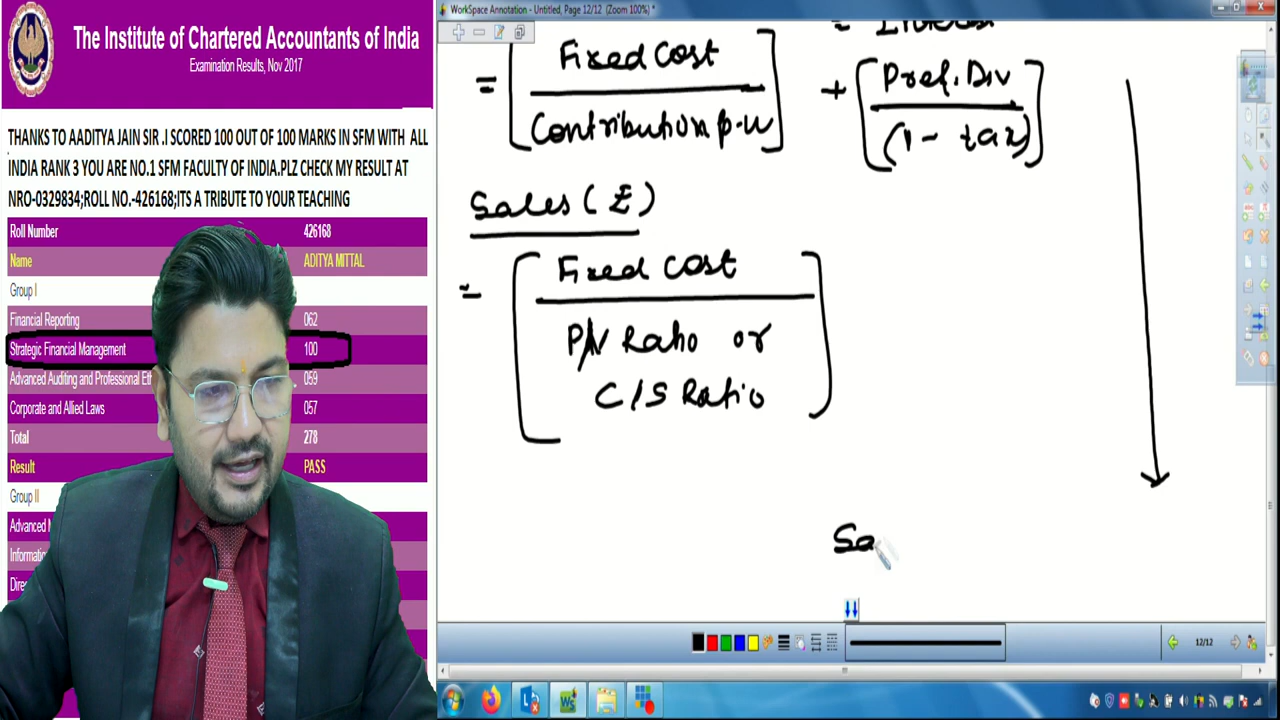 The Institute of Chartered Accountants of India
Examination Results, Nov 2017
THANKS TO AADITYA JAIN SIR .I SCORED 100 OUT OF 100 MARKS IN SFM WITH ALL
INDIA RANK 3 YOU ARE NO.1 SFM FACULTY OF INDIA.PLZ CHECK MY RESULT AT
NRO-0329834;ROLL NO.-426168;ITS A TRIBUTE TO YOUR TEACHING
Roll Number 426168
Name ADITYA MITTAL
Group I
Financial Reporting 062
Strategic Financial Management 100
Advanced Auditing and Professional Eth 059
Corporate and Allied Laws 057
Total 278
Result PASS
Group II
Advanced M
Informatio
Dire
WorkSpace Annotation - Untitled, Page 12/12 (Zoom 100%) *
= [Fixed Cost
Contribution p.u]
+ [Pref. Div
(1 - tax)]
Sales (₹)
= [Fixed Cost
P/V Ratio or
C/S Ratio]
Sa
12/12